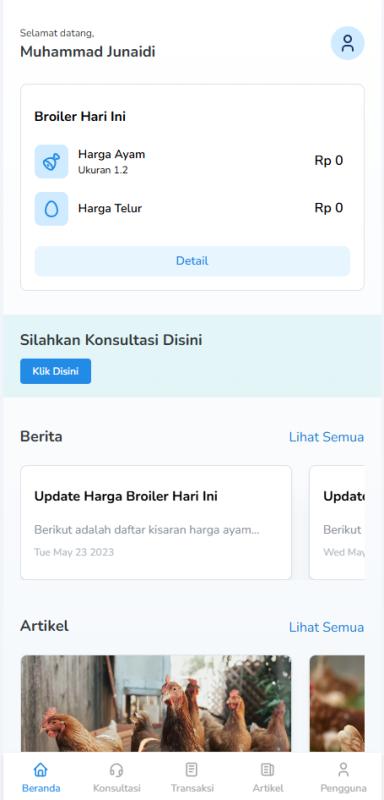 Selamat datang,
Muhammad Junaidi
Broiler Hari Ini
Harga Ayam
Ukuran 1.2
Rp 0
Harga Telur
Rp 0
Detail
Silahkan Konsultasi Disini
Klik Disini
Berita
Lihat Semua
Update Harga Broiler Hari Ini
Berikut adalah daftar kisaran harga ayam...
Tue May 23 2023
Update
Berikut
Wed May
Artikel
Lihat Semua
Beranda
Konsultasi
Transaksi
Artikel
Pengguna